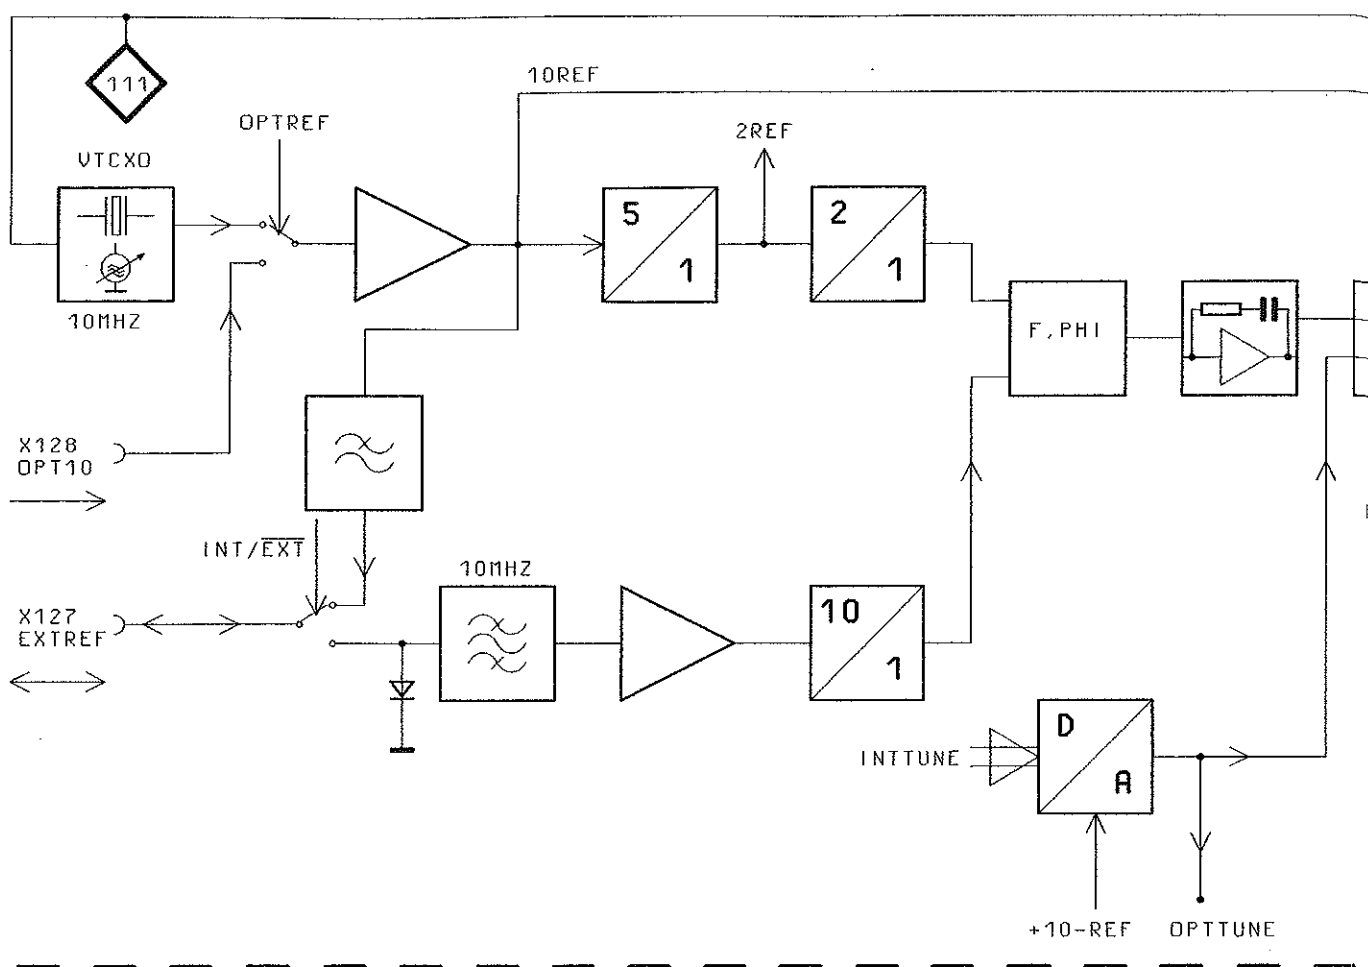 10REF
111
OPTREF
2REF
VTCXO
5
1
2
1
10MHZ
F,PHI
X128
OPT10
INT/EXT
10MHZ
X127
EXTREF
10
1
D
A
INTTUNE
+10-REF
OPTTUNE